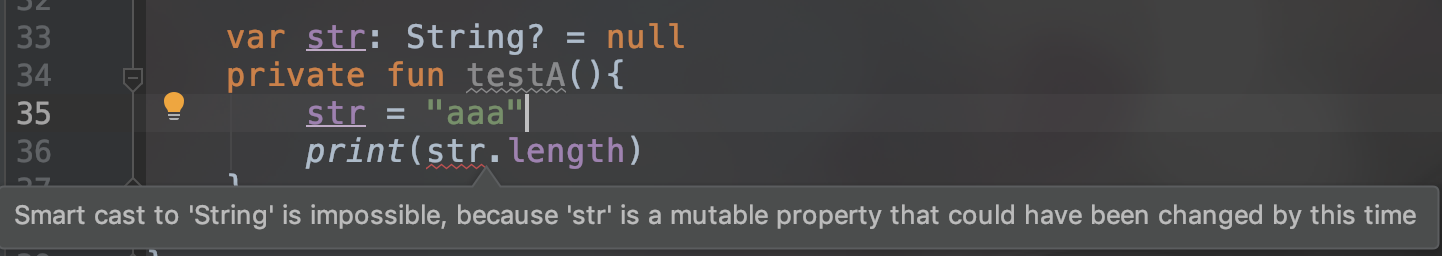 32
33 var str: String? = null
34 private fun testA(){
35 str = "aaa"
36 print(str.length)
37 }
Smart cast to 'String' is impossible, because 'str' is a mutable property that could have been changed by this time
}